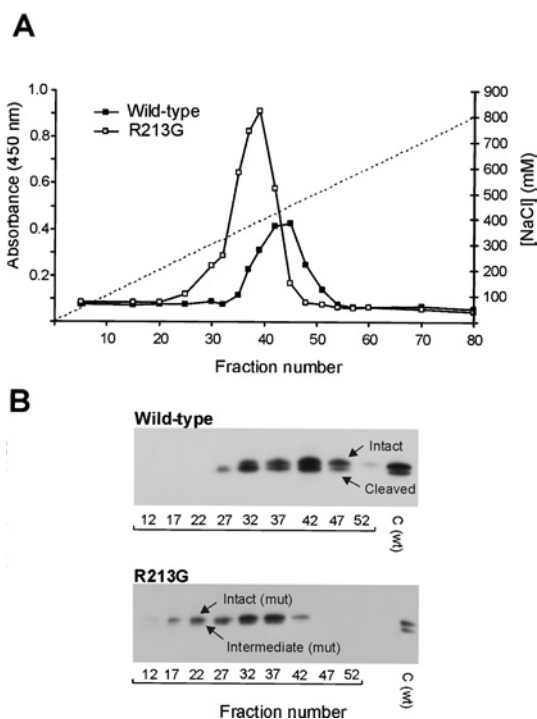 A
Absorbance (450 nm)
1.0
0.8
0.6
0.4
0.2
Wild-type
R213G
900
800
700
600
500
400
300
200
100
[NaCl] (mM)
10 20 30 40 50 60 70 80
Fraction number
B
Wild-type
Intact
Cleaved
12 17 22 27 32 37 42 47 52
C (wt)
R213G
Intact (mut)
Intermediate (mut)
12 17 22 27 32 37 42 47 52
C (wt)
Fraction number